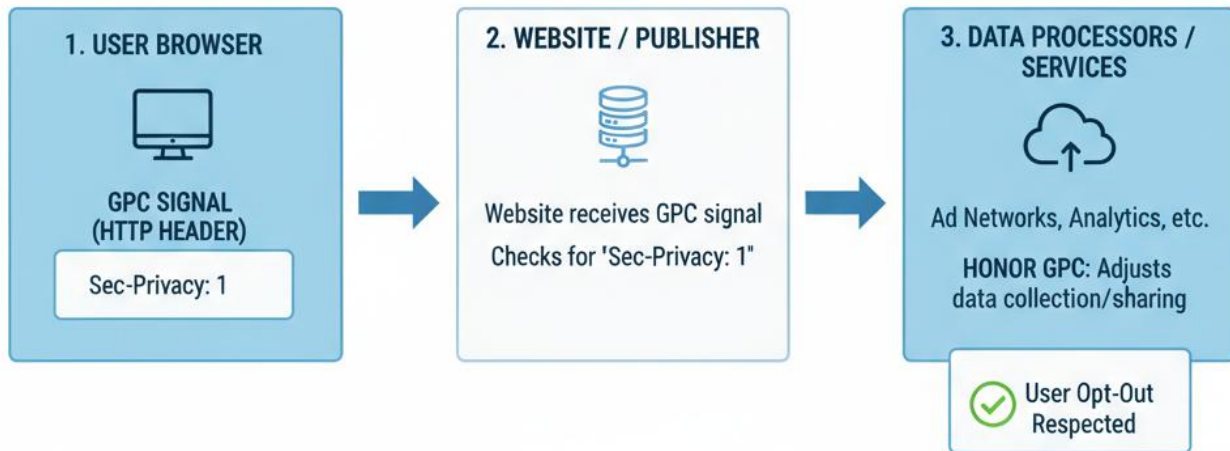 1. USER BROWSER
GPC SIGNAL
(HTTP HEADER)
Sec-Privacy: 1
2. WEBSITE / PUBLISHER
Website receives GPC signal
Checks for "Sec-Privacy: 1"
3. DATA PROCESSORS /
SERVICES
Ad Networks, Analytics, etc.
HONOR GPC: Adjusts
data collection/sharing
User Opt-Out
Respected